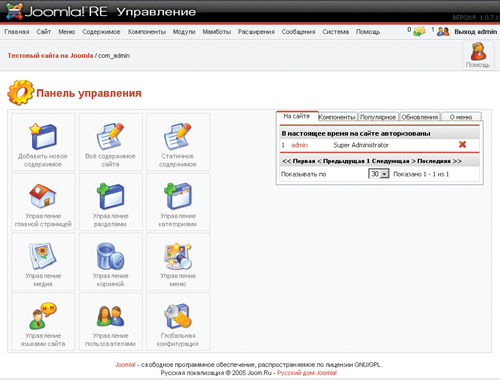 Joomla! RE Управление
ВЕРСИЯ 1.0.7.1
Главная Сайт Меню Содержимое Компоненты Модули Мамботы Расширения Сообщения Система Помощь 0 1 Выход admin
Тестовый сайта на Joomla / com_admin
Помощь
Панель управления
На сайте Компоненты Популярное Обновления О меню
В настоящее время на сайте авторизованы
1 admin Super Administrator
<< Первая < Предыдущая 1 Следующая > Последняя >>
Показывать по 30 Показано 1 - 1 из 1
Добавить новое содержимое
Всё содержимое сайта
Статичное содержимое
Управление главной страницей
Управление разделами
Управление категориями
Управление медиа
Управление корзиной
Управление меню
Управление языками сайта
Управление пользователями
Глобальная конфигурация
Joomla! - свободное программное обеспечение, распространяемое по лицензии GNU/GPL.
Русская локализация © 2005 Joom.Ru - Русский дом Joomla!